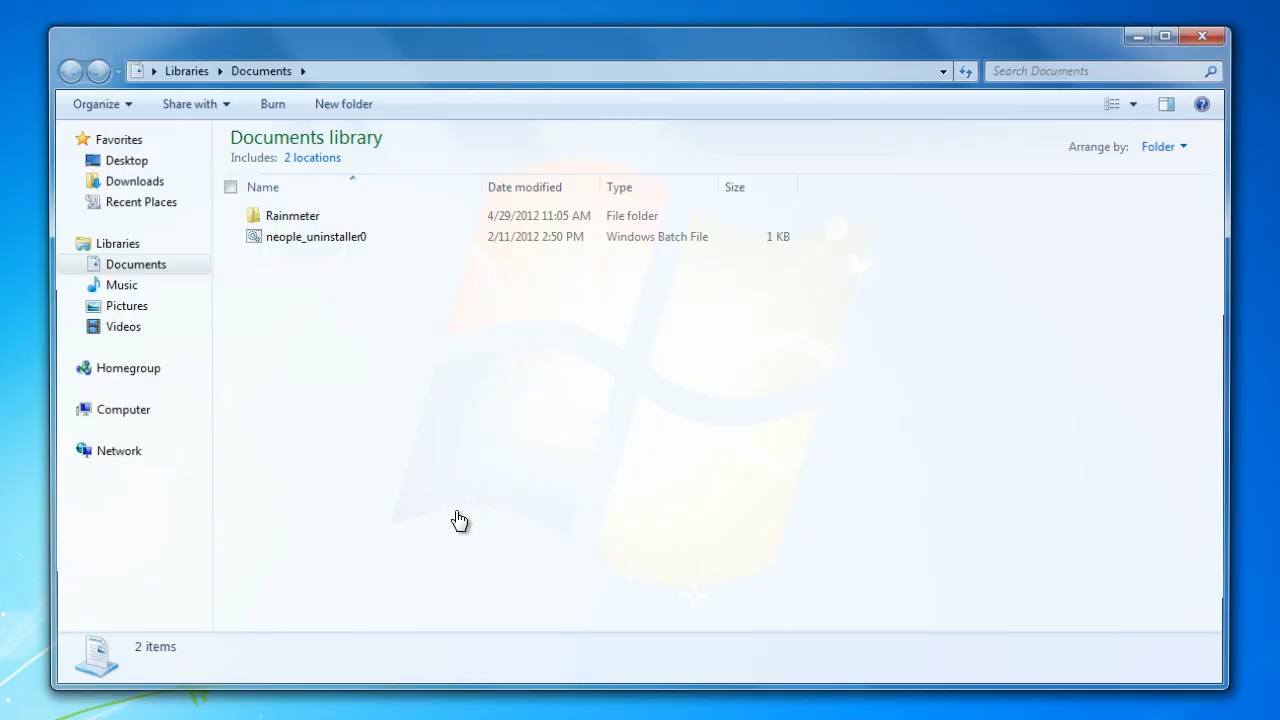 Libraries Documents
Search Documents
Organize Share with Burn New folder
Favorites
Desktop
Downloads
Recent Places
Libraries
Documents
Music
Pictures
Videos
Homegroup
Computer
Network
Documents library
Includes: 2 locations
Arrange by: Folder
Name Date modified Type Size
Rainmeter 4/29/2012 11:05 AM File folder
neople_uninstaller0 2/11/2012 2:50 PM Windows Batch File 1 KB
2 items